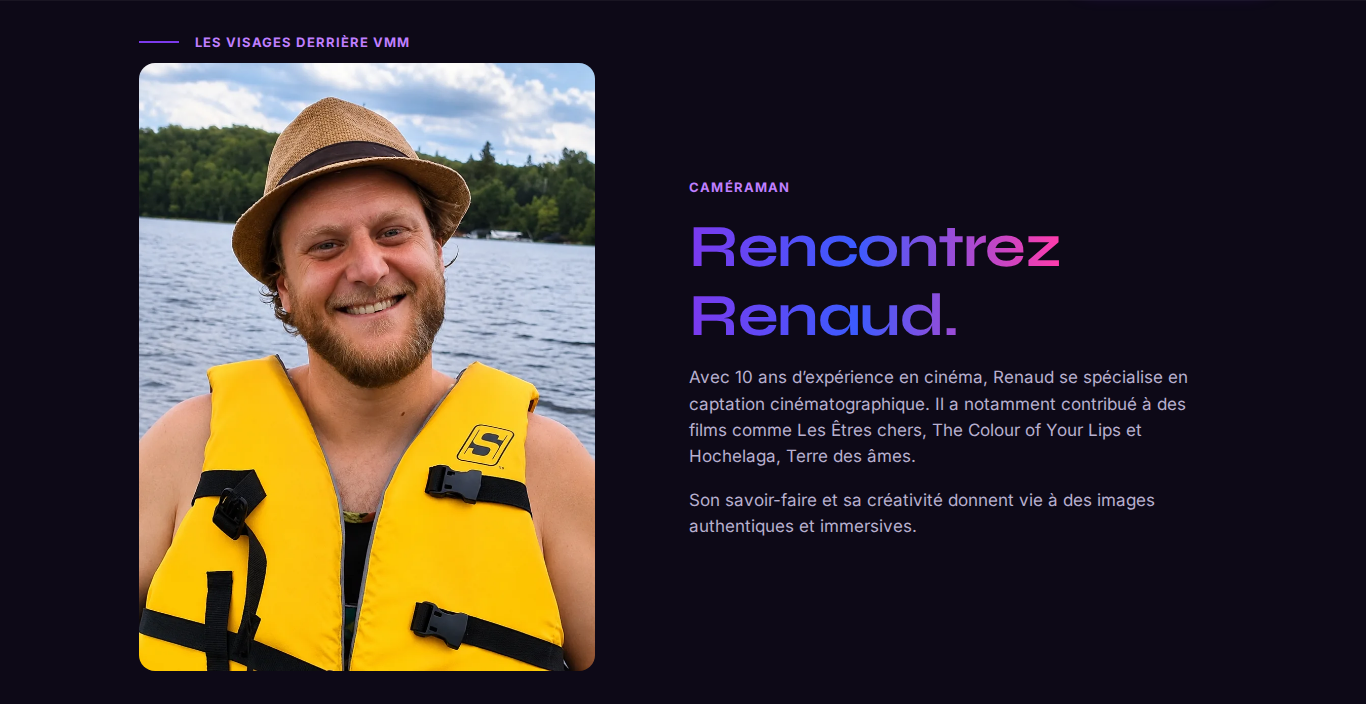 LES VISAGES DERRIÈRE VMM
CAMÉRAMAN
Rencontrez
Renaud.
Avec 10 ans d’expérience en cinéma, Renaud se spécialise en
captation cinématographique. Il a notamment contribué à des
films comme Les Êtres chers, The Colour of Your Lips et
Hochelaga, Terre des âmes.
Son savoir-faire et sa créativité donnent vie à des images
authentiques et immersives.
S